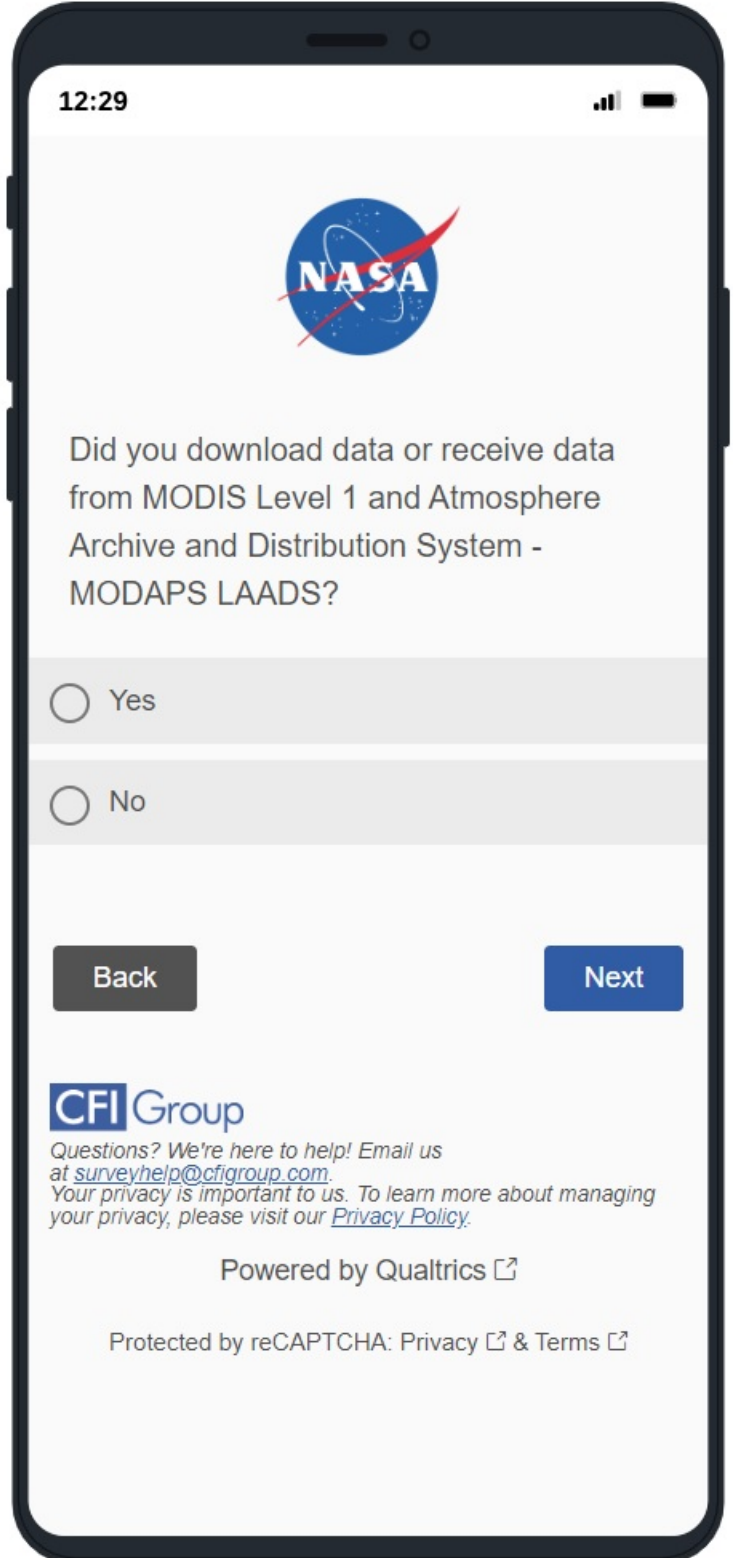 12:29
NASA
Did you download data or receive data
from MODIS Level 1 and Atmosphere
Archive and Distribution System -
MODAPS LAADS?
Yes
No
Back
Next
CFI Group
Questions? We're here to help! Email us
at surveyhelp@cfigroup.com.
Your privacy is important to us. To learn more about managing
your privacy, please visit our Privacy Policy.
Powered by Qualtrics
Protected by reCAPTCHA: Privacy & Terms